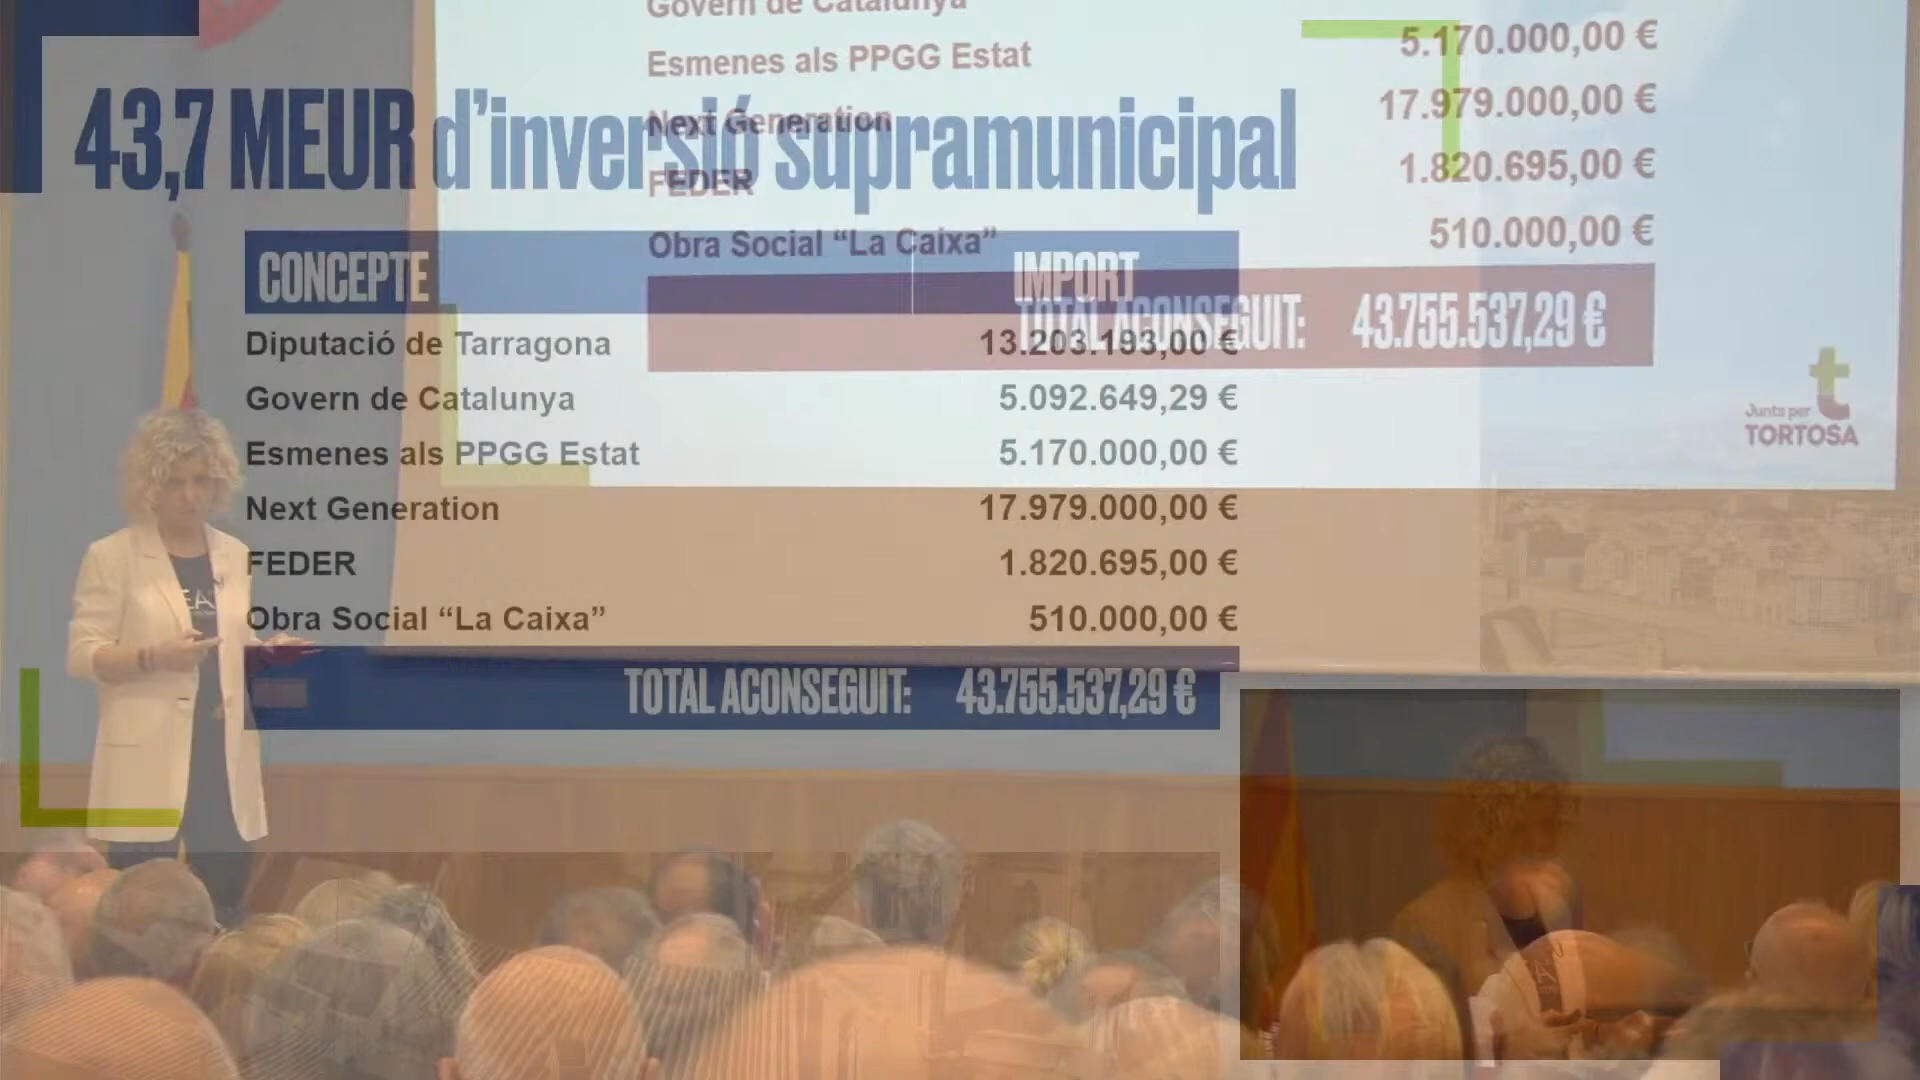 Govern de Catalunya
5.170.000,00 €
Esmenes als PPGG Estat
17.979.000,00 €
Next Generation
1.820.695,00 €
FEDER
510.000,00 €
Obra Social “La Caixa”
TOTAL ACONSEGUIT: 43.755.537,29 €
Junts per
TORTOSA
43,7 MEUR d’inversió supramunicipal
CONCEPTE IMPORT
Diputació de Tarragona 13.203.193,00 €
Govern de Catalunya 5.092.649,29 €
Esmenes als PPGG Estat 5.170.000,00 €
Next Generation 17.979.000,00 €
FEDER 1.820.695,00 €
Obra Social “La Caixa” 510.000,00 €
TOTAL ACONSEGUIT: 43.755.537,29 €